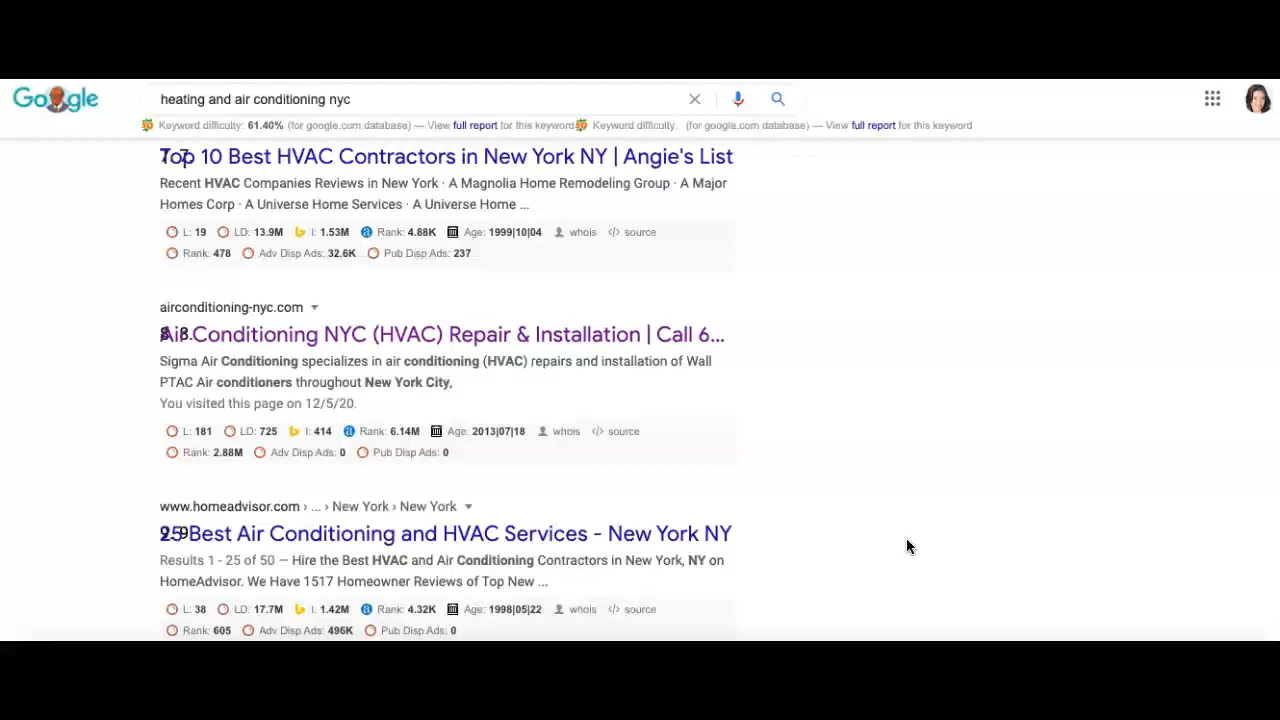 Google
heating and air conditioning nyc
Keyword difficulty: 61.40% (for google.com database) — View full report for this keyword Keyword difficulty: (for google.com database) — View full report for this keyword
7. 7. Top 10 Best HVAC Contractors in New York NY | Angie's List
Recent HVAC Companies Reviews in New York · A Magnolia Home Remodeling Group · A Major
Homes Corp · A Universe Home Services · A Universe Home ...
L: 19 LD: 13.9M I: 1.53M Rank: 4.88K Age: 1999|10|04 whois </> source
Rank: 478 Adv Disp Ads: 32.6K Pub Disp Ads: 237
airconditioning-nyc.com
8. 8. Air Conditioning NYC (HVAC) Repair & Installation | Call 6...
Sigma Air Conditioning specializes in air conditioning (HVAC) repairs and installation of Wall
PTAC Air conditioners throughout New York City,
You visited this page on 12/5/20.
L: 181 LD: 725 I: 414 Rank: 6.14M Age: 2013|07|18 whois </> source
Rank: 2.88M Adv Disp Ads: 0 Pub Disp Ads: 0
www.homeadvisor.com › ... › New York › New York
9. 9. 25 Best Air Conditioning and HVAC Services - New York NY
Results 1 - 25 of 50 — Hire the Best HVAC and Air Conditioning Contractors in New York, NY on
HomeAdvisor. We Have 1517 Homeowner Reviews of Top New ...
L: 38 LD: 17.7M I: 1.42M Rank: 4.32K Age: 1998|05|22 whois </> source
Rank: 605 Adv Disp Ads: 496K Pub Disp Ads: 0